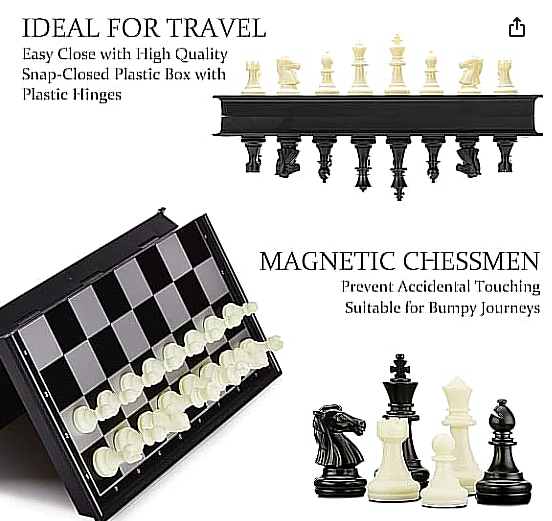 IDEAL FOR TRAVEL
Easy Close with High Quality
Snap-Closed Plastic Box with
Plastic Hinges
MAGNETIC CHESSMEN
Prevent Accidental Touching
Suitable for Bumpy Journeys